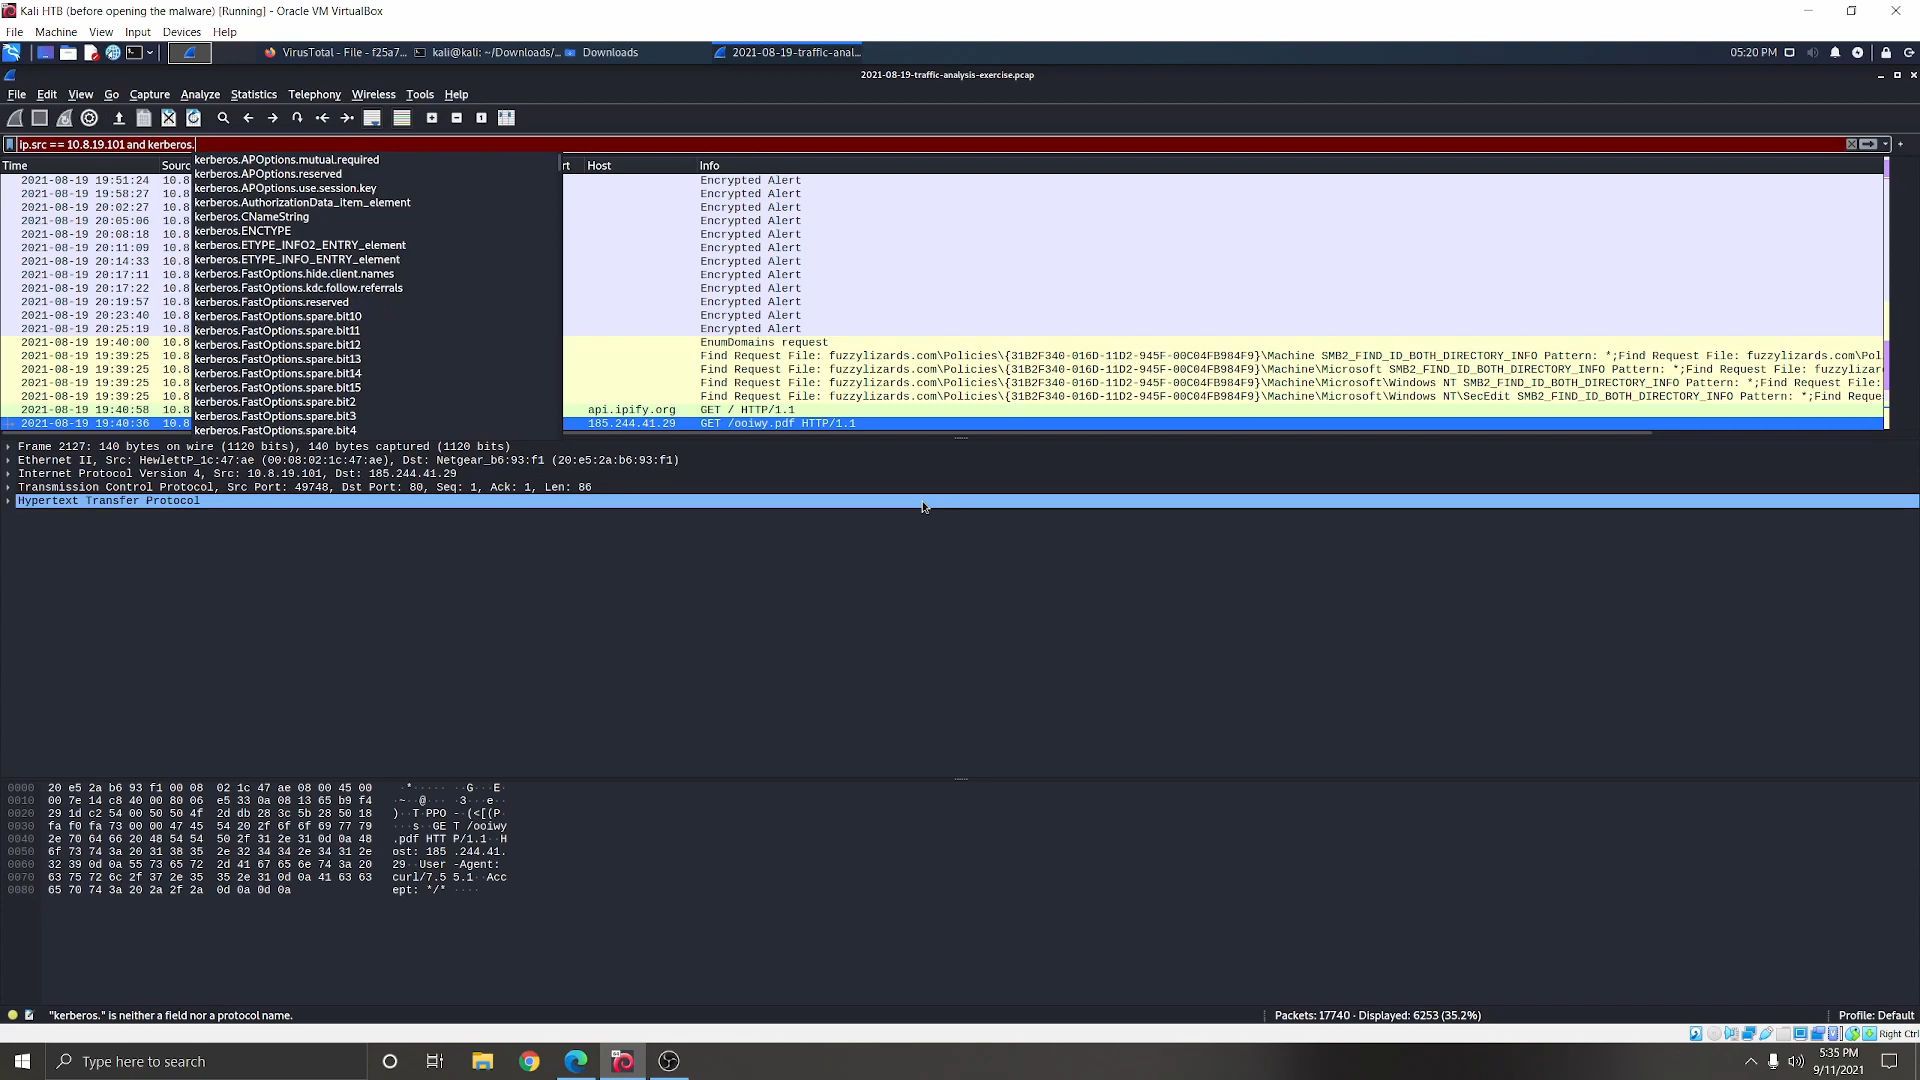 Kali HTB (before opening the malware) [Running] - Oracle VM VirtualBox
File Machine View Input Devices Help
VirusTotal - File - f25a7... kali@kali: ~/Downloads/... Downloads 2021-08-19-traffic-anal... 05:20 PM
2021-08-19-traffic-analysis-exercise.pcap
File Edit View Go Capture Analyze Statistics Telephony Wireless Tools Help
ip.src == 10.8.19.101 and kerberos.
Time Sourc kerberos.APOptions.mutual.required rt Host Info
kerberos.APOptions.reserved
2021-08-19 19:51:24 10.8 Encrypted Alert
2021-08-19 19:58:27 10.8 kerberos.APOptions.use.session.key Encrypted Alert
2021-08-19 20:02:27 10.8 kerberos.AuthorizationData_item_element Encrypted Alert
2021-08-19 20:05:06 10.8 kerberos.CNameString Encrypted Alert
2021-08-19 20:08:18 10.8 kerberos.ENCTYPE Encrypted Alert
2021-08-19 20:11:09 10.8 kerberos.ETYPE_INFO2_ENTRY_element Encrypted Alert
2021-08-19 20:14:33 10.8 kerberos.ETYPE_INFO_ENTRY_element Encrypted Alert
2021-08-19 20:17:11 10.8 kerberos.FastOptions.hide.client.names Encrypted Alert
2021-08-19 20:17:22 10.8 kerberos.FastOptions.kdc.follow.referrals Encrypted Alert
2021-08-19 20:19:57 10.8 kerberos.FastOptions.reserved Encrypted Alert
2021-08-19 20:23:40 10.8 kerberos.FastOptions.spare.bit10 Encrypted Alert
2021-08-19 20:25:19 10.8 kerberos.FastOptions.spare.bit11 Encrypted Alert
2021-08-19 19:40:00 10.8 kerberos.FastOptions.spare.bit12 EnumDomains request
2021-08-19 19:39:25 10.8 kerberos.FastOptions.spare.bit13 Find Request File: fuzzylizards.com\Policies\{31B2F340-016D-11D2-945F-00C04FB984F9}\Machine SMB2_FIND_ID_BOTH_DIRECTORY_INFO Pattern: *;Find Request File: fuzzylizards.com\Pol
2021-08-19 19:39:25 10.8 kerberos.FastOptions.spare.bit14 Find Request File: fuzzylizards.com\Policies\{31B2F340-016D-11D2-945F-00C04FB984F9}\Machine\Microsoft SMB2_FIND_ID_BOTH_DIRECTORY_INFO Pattern: *;Find Request File: fuzzylizar
2021-08-19 19:39:25 10.8 kerberos.FastOptions.spare.bit15 Find Request File: fuzzylizards.com\Policies\{31B2F340-016D-11D2-945F-00C04FB984F9}\Machine\Microsoft\Windows NT SMB2_FIND_ID_BOTH_DIRECTORY_INFO Pattern: *;Find Request File:
2021-08-19 19:39:25 10.8 kerberos.FastOptions.spare.bit2 Find Request File: fuzzylizards.com\Policies\{31B2F340-016D-11D2-945F-00C04FB984F9}\Machine\Microsoft\Windows NT\SecEdit SMB2_FIND_ID_BOTH_DIRECTORY_INFO Pattern: *;Find Reque
2021-08-19 19:40:58 10.8 kerberos.FastOptions.spare.bit3 api.ipify.org GET / HTTP/1.1
2021-08-19 19:40:36 10.8 kerberos.FastOptions.spare.bit4 185.244.41.29 GET /ooiwy.pdf HTTP/1.1
Frame 2127: 140 bytes on wire (1120 bits), 140 bytes captured (1120 bits)
Ethernet II, Src: HewlettP_1c:47:ae (00:08:02:1c:47:ae), Dst: Netgear_b6:93:f1 (20:e5:2a:b6:93:f1)
Internet Protocol Version 4, Src: 10.8.19.101, Dst: 185.244.41.29
Transmission Control Protocol, Src Port: 49748, Dst Port: 80, Seq: 1, Ack: 1, Len: 86
Hypertext Transfer Protocol
0000 20 e5 2a b6 93 f1 00 08 02 1c 47 ae 08 00 45 00 ·*····· ··G···E·
0010 00 7e 14 c8 40 00 80 06 e5 33 0a 08 13 65 b9 f4 ·~··@··· ·3···e··
0020 29 1d c2 54 00 50 50 4f 2d db 28 3c 5b 28 50 18 )··T·PPO -·(<[(P·
0030 fa f0 fa 73 00 00 47 45 54 20 2f 6f 6f 69 77 79 ···s··GE T /ooiwy
0040 2e 70 64 66 20 48 54 54 50 2f 31 2e 31 0d 0a 48 .pdf HTT P/1.1··H
0050 6f 73 74 3a 20 31 38 35 2e 32 34 34 2e 34 31 2e ost: 185 .244.41.
0060 32 39 0d 0a 55 73 65 72 2d 41 67 65 6e 74 3a 20 29··User -Agent:
0070 63 75 72 6c 2f 37 2e 35 35 2e 31 0d 0a 41 63 63 curl/7.5 5.1··Acc
0080 65 70 74 3a 20 2a 2f 2a 0d 0a 0d 0a ept: */* ····
"kerberos." is neither a field nor a protocol name. Packets: 17740 · Displayed: 6253 (35.2%) Profile: Default
Right Ctrl
Type here to search 5:35 PM
9/11/2021